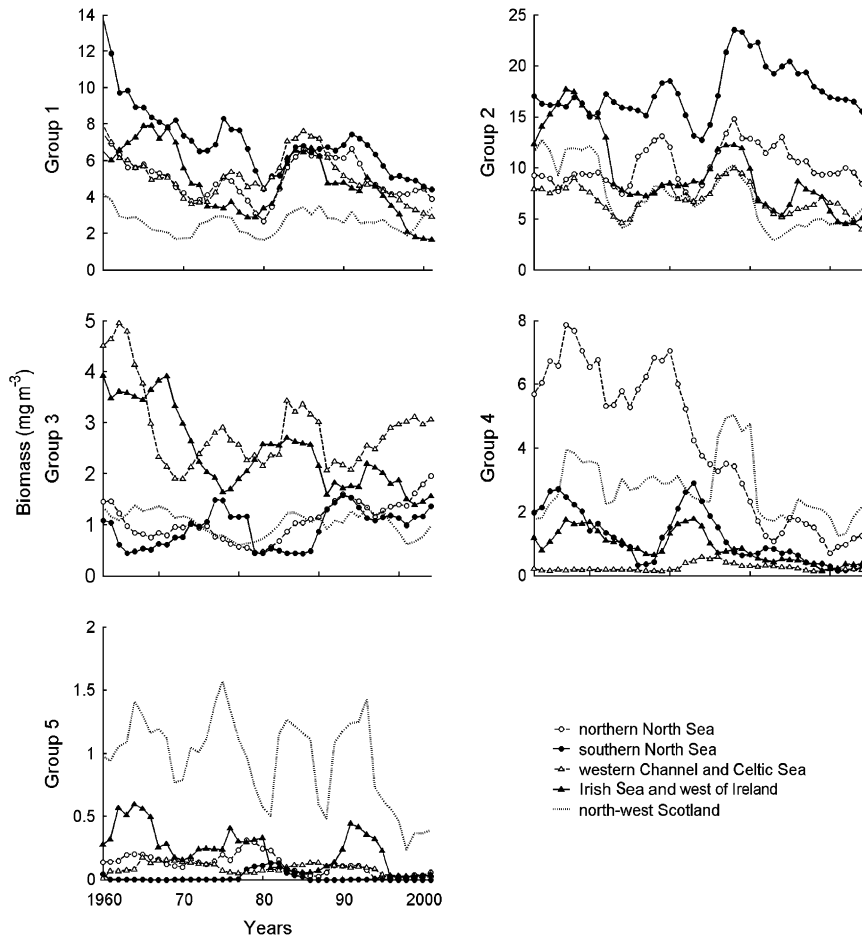 14
12
10
8
6
4
2
0
Group 1
25
20
15
10
5
0
Group 2
5
4
3
2
1
0
Biomass (mg m-3)
Group 3
8
6
4
2
0
Group 4
2
1.5
1
0.5
0
Group 5
1960 70 80 90 2000
Years
northern North Sea
southern North Sea
western Channel and Celtic Sea
Irish Sea and west of Ireland
north-west Scotland